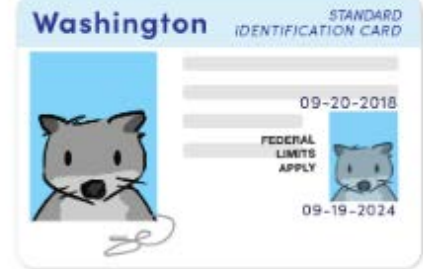 Washington
STANDARD
IDENTIFICATION CARD
09-20-2018
FEDERAL
LIMITS
APPLY
09-19-2024